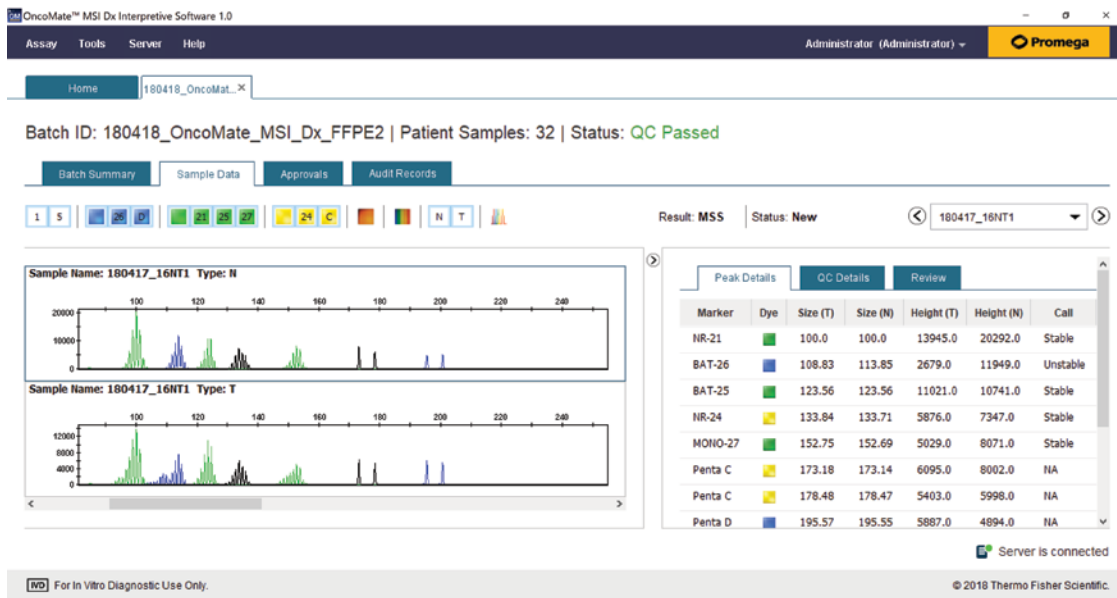 OncoMate™ MSI Dx Interpretive Software 1.0
Assay Tools Server Help Administrator (Administrator) Promega
Home 180418_OncoMat...
Batch ID: 180418_OncoMate_MSI_Dx_FFPE2 | Patient Samples: 32 | Status: QC Passed
Batch Summary Sample Data Approvals Audit Records
1 5 26 D 21 25 27 24 C N T Result: MSS Status: New 180417_16NT1
Sample Name: 180417_16NT1 Type: N
100 120 140 160 180 200 220 240
20000
10000
0
Sample Name: 180417_16NT1 Type: T
100 120 140 160 180 200 220 240
12000
8000
4000
0
Peak Details QC Details Review
Marker Dye Size (T) Size (N) Height (T) Height (N) Call
NR-21 100.0 100.0 13945.0 20292.0 Stable
BAT-26 108.83 113.85 2679.0 11949.0 Unstable
BAT-25 123.56 123.56 11021.0 10741.0 Stable
NR-24 133.84 133.71 5876.0 7347.0 Stable
MONO-27 152.75 152.69 5029.0 8071.0 Stable
Penta C 173.18 173.14 6095.0 8002.0 NA
Penta C 178.48 178.47 5403.0 5998.0 NA
Penta D 195.57 195.55 5887.0 4894.0 NA
Server is connected
IVD For In Vitro Diagnostic Use Only. © 2018 Thermo Fisher Scientific.